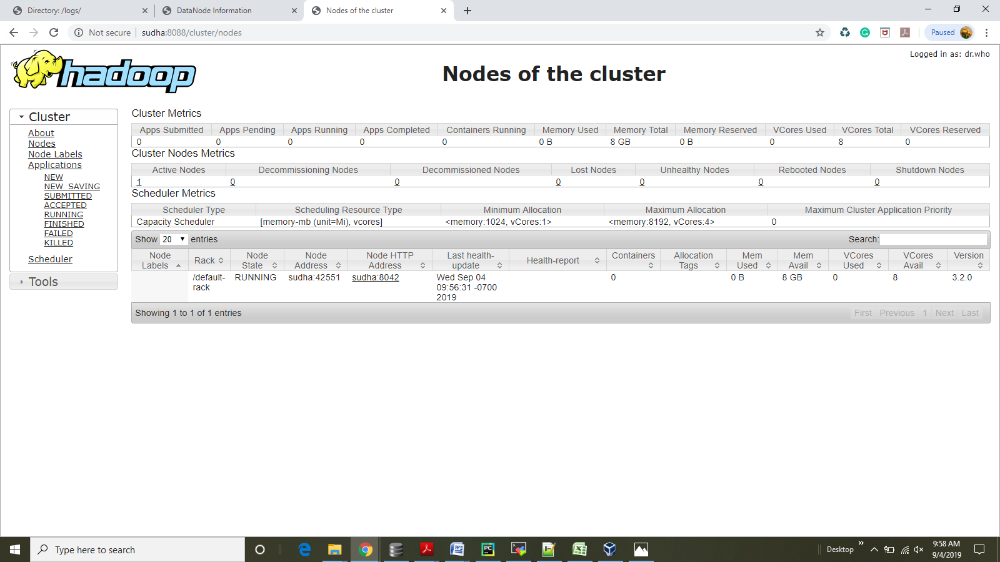 Directory: /logs/
DataNode Information
Nodes of the cluster
Not secure
sudha:8088/cluster/nodes
Paused
hadoop
Logged in as: dr.who
Nodes of the cluster
Cluster
About
Nodes
Node Labels
Applications
NEW
NEW_SAVING
SUBMITTED
ACCEPTED
RUNNING
FINISHED
FAILED
KILLED
Scheduler
Tools
Cluster Metrics
Apps Submitted Apps Pending Apps Running Apps Completed Containers Running Memory Used Memory Total Memory Reserved VCores Used VCores Total VCores Reserved
0 0 0 0 0 0 B 8 GB 0 B 0 8 0
Cluster Nodes Metrics
Active Nodes Decommissioning Nodes Decommissioned Nodes Lost Nodes Unhealthy Nodes Rebooted Nodes Shutdown Nodes
1 0 0 0 0 0 0
Scheduler Metrics
Scheduler Type Scheduling Resource Type Minimum Allocation Maximum Allocation Maximum Cluster Application Priority
Capacity Scheduler [memory-mb (unit=Mi), vcores] <memory:1024, vCores:1> <memory:8192, vCores:4> 0
Show 20 entries Search:
Node Labels Rack Node State Node Address Node HTTP Address Last health-update Health-report Containers Allocation Tags Mem Used Mem Avail VCores Used VCores Avail Version
/default-rack RUNNING sudha:42551 sudha:8042 Wed Sep 04 09:56:31 -0700 2019 0 0 B 8 GB 0 8 3.2.0
Showing 1 to 1 of 1 entries First Previous 1 Next Last
Type here to search
Desktop
9:58 AM
9/4/2019